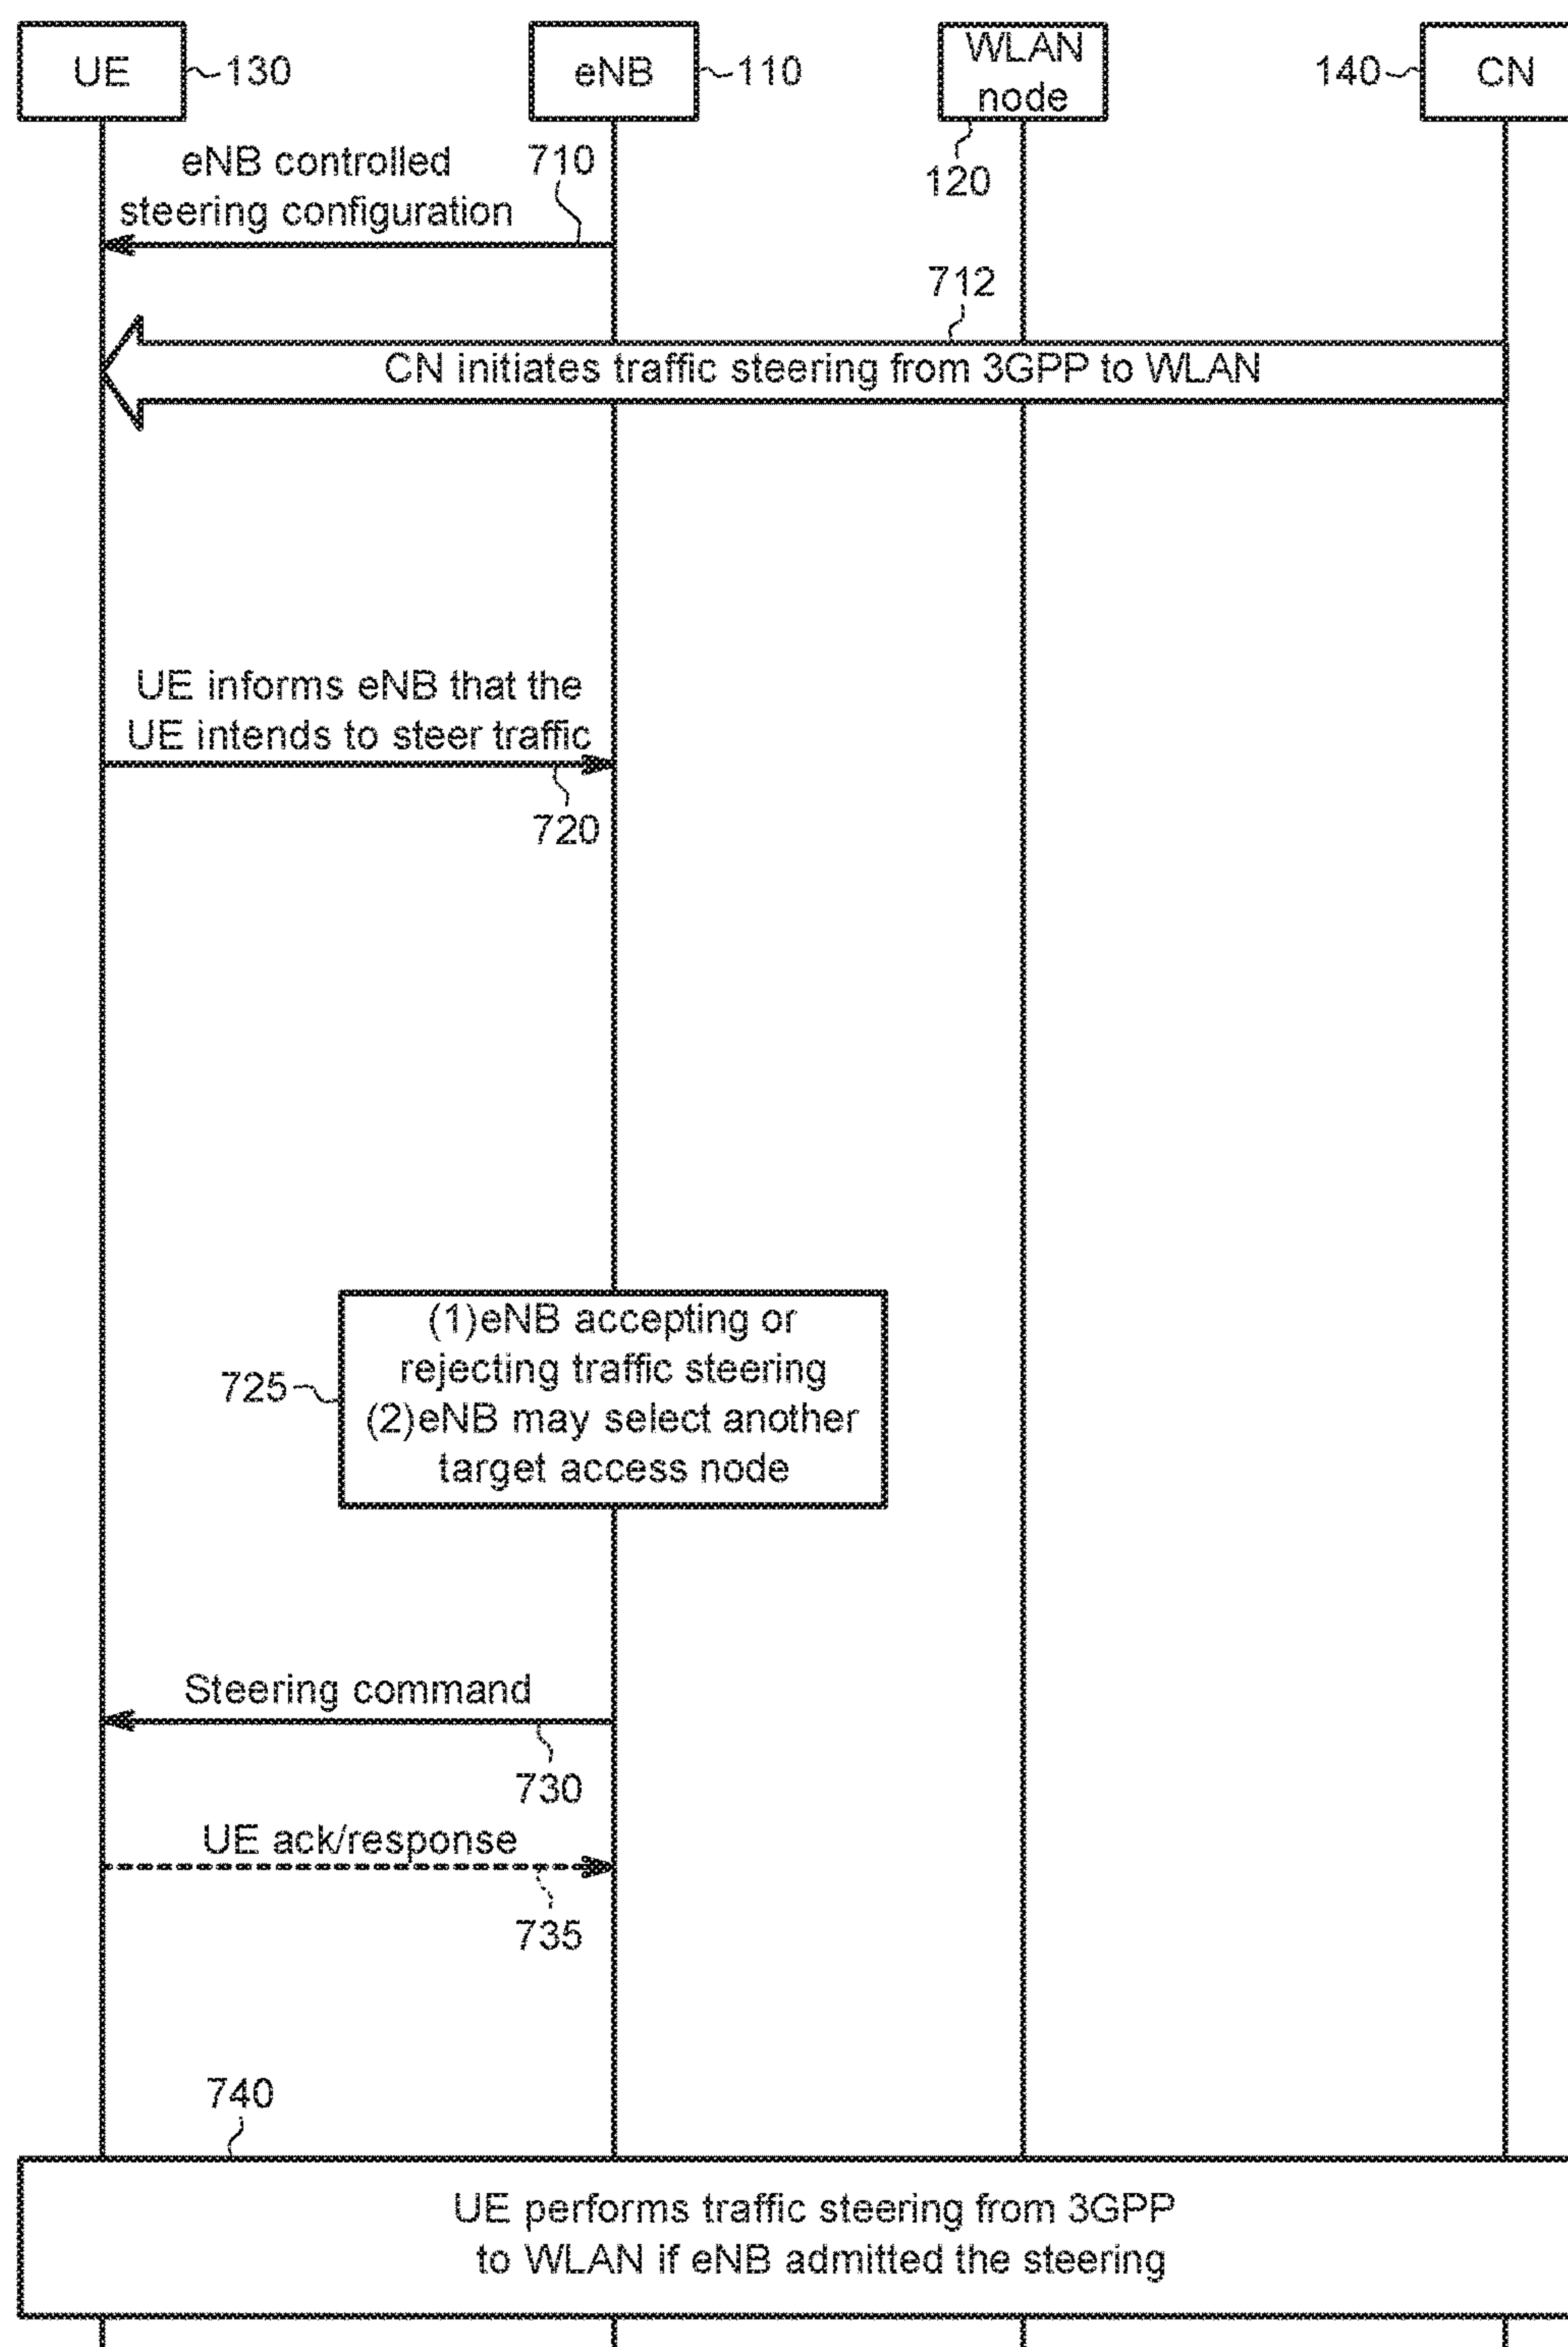 UE
130
eNB
110
WLAN
node
120
140
CN
eNB controlled
steering configuration
710
712
CN initiates traffic steering from 3GPP to WLAN
UE informs eNB that the
UE intends to steer traffic
720
725
(1)eNB accepting or
rejecting traffic steering
(2)eNB may select another
target access node
Steering command
730
UE ack/response
735
740
UE performs traffic steering from 3GPP
to WLAN if eNB admitted the steering